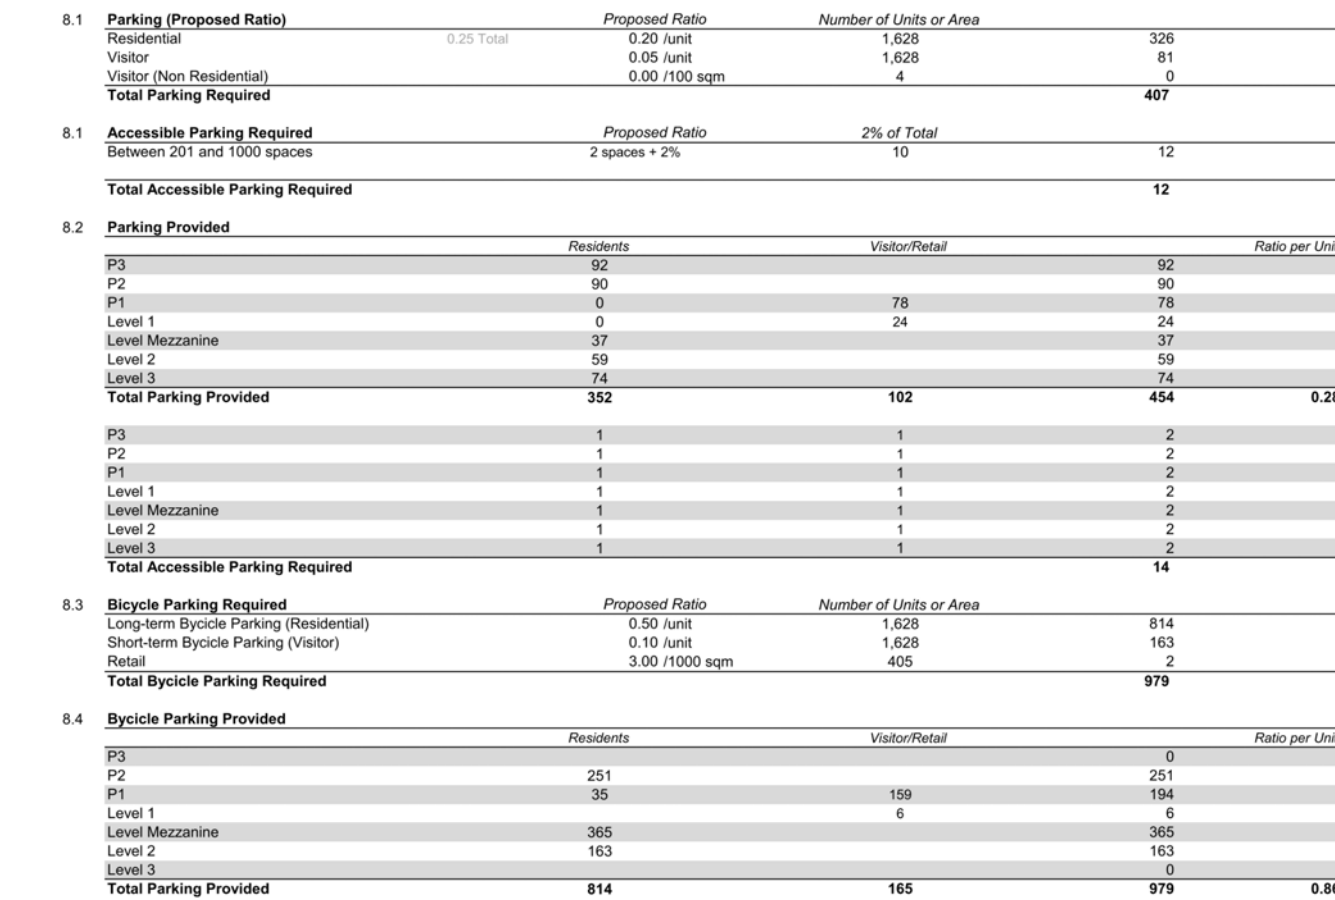 8.1 Parking (Proposed Ratio) Proposed Ratio Number of Units or Area
Residential 0.25 Total 0.20 /unit 1,628 326
Visitor 0.05 /unit 1,628 81
Visitor (Non Residential) 0.00 /100 sqm 4 0
Total Parking Required 407
8.1 Accessible Parking Required Proposed Ratio 2% of Total
Between 201 and 1000 spaces 2 spaces + 2% 10 12
Total Accessible Parking Required 12
8.2 Parking Provided
Residents Visitor/Retail Ratio per Uni
P3 92 92
P2 90 90
P1 0 78 78
Level 1 0 24 24
Level Mezzanine 37 37
Level 2 59 59
Level 3 74 74
Total Parking Provided 352 102 454 0.28
P3 1 1 2
P2 1 1 2
P1 1 1 2
Level 1 1 1 2
Level Mezzanine 1 1 2
Level 2 1 1 2
Level 3 1 1 2
Total Accessible Parking Required 14
8.3 Bicycle Parking Required Proposed Ratio Number of Units or Area
Long-term Bycicle Parking (Residential) 0.50 /unit 1,628 814
Short-term Bycicle Parking (Visitor) 0.10 /unit 1,628 163
Retail 3.00 /1000 sqm 405 2
Total Bycicle Parking Required 979
8.4 Bycicle Parking Provided
Residents Visitor/Retail Ratio per Uni
P3 0
P2 251 251
P1 35 159 194
Level 1 6 6
Level Mezzanine 365 365
Level 2 163 163
Level 3 0
Total Parking Provided 814 165 979